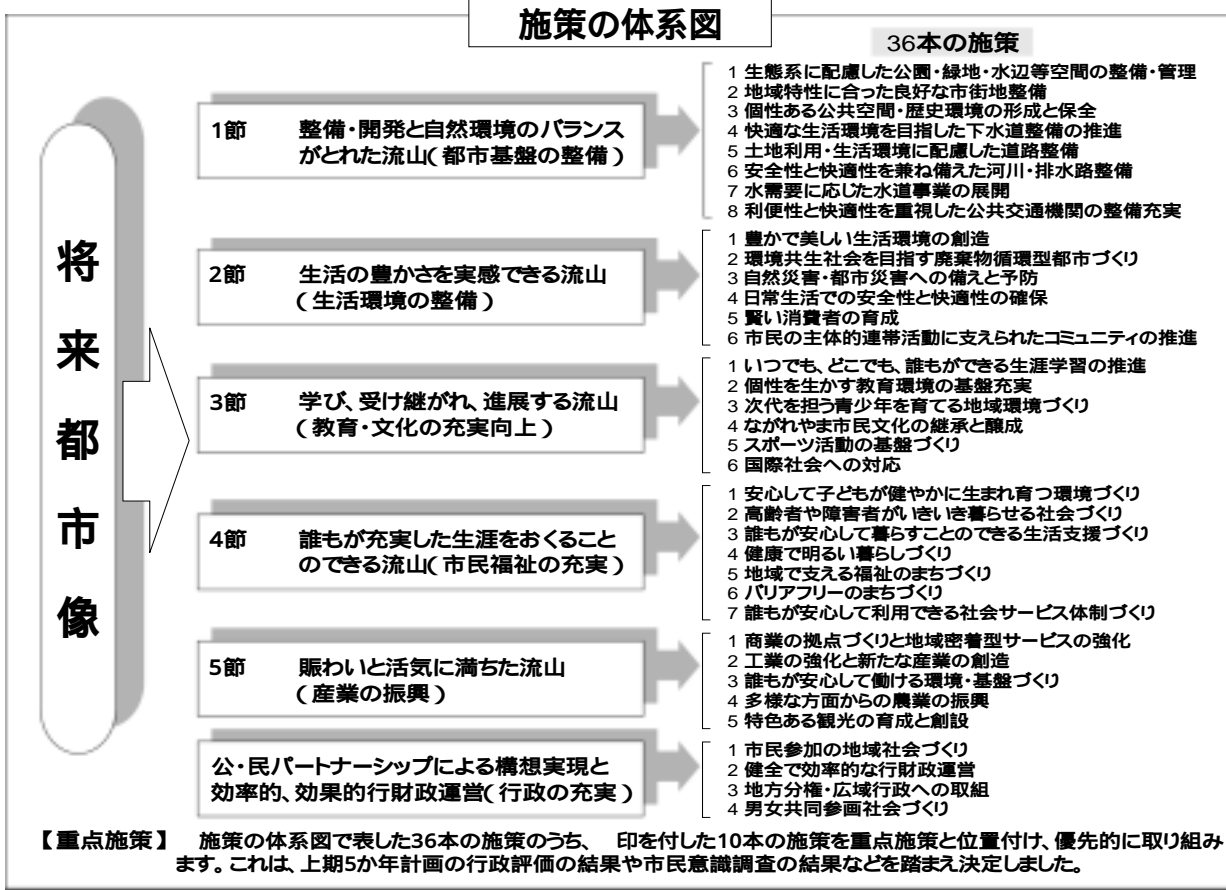 施策の体系図
36本の施策
将来都市像
1節 整備・開発と自然環境のバランス
がとれた流山(都市基盤の整備)
1 生態系に配慮した公園・緑地・水辺等空間の整備・管理
2 地域特性に合った良好な市街地整備
3 個性ある公共空間・歴史環境の形成と保全
4 快適な生活環境を目指した下水道整備の推進
5 土地利用・生活環境に配慮した道路整備
6 安全性と快適性を兼ね備えた河川・排水路整備
7 水需要に応じた水道事業の展開
8 利便性と快適性を重視した公共交通機関の整備充実
2節 生活の豊かさを実感できる流山
(生活環境の整備)
1 豊かで美しい生活環境の創造
2 環境共生社会を目指す廃棄物循環型都市づくり
3 自然災害・都市災害への備えと予防
4 日常生活での安全性と快適性の確保
5 賢い消費者の育成
6 市民の主体的連帯活動に支えられたコミュニティの推進
3節 学び、受け継がれ、進展する流山
(教育・文化の充実向上)
1 いつでも、どこでも、誰もができる生涯学習の推進
2 個性を生かす教育環境の基盤充実
3 次代を担う青少年を育てる地域環境づくり
4 ながれやま市民文化の継承と醸成
5 スポーツ活動の基盤づくり
6 国際社会への対応
4節 誰もが充実した生涯をおくること
のできる流山(市民福祉の充実)
1 安心して子どもが健やかに生まれ育つ環境づくり
2 高齢者や障害者がいきいき暮らせる社会づくり
3 誰もが安心して暮らすことのできる生活支援づくり
4 健康で明るい暮らしづくり
5 地域で支える福祉のまちづくり
6 バリアフリーのまちづくり
7 誰もが安心して利用できる社会サービス体制づくり
5節 賑わいと活気に満ちた流山
(産業の振興)
1 商業の拠点づくりと地域密着型サービスの強化
2 工業の強化と新たな産業の創造
3 誰もが安心して働ける環境・基盤づくり
4 多様な方面からの農業の振興
5 特色ある観光の育成と創設
公・民パートナーシップによる構想実現と
効率的、効果的行財政運営(行政の充実)
1 市民参加の地域社会づくり
2 健全で効率的な行財政運営
3 地方分権・広域行政への取組
4 男女共同参画社会づくり
【重点施策】 施策の体系図で表した36本の施策のうち、 印を付した10本の施策を重点施策と位置付け、優先的に取り組み
ます。これは、上期5か年計画の行政評価の結果や市民意識調査の結果などを踏まえ決定しました。